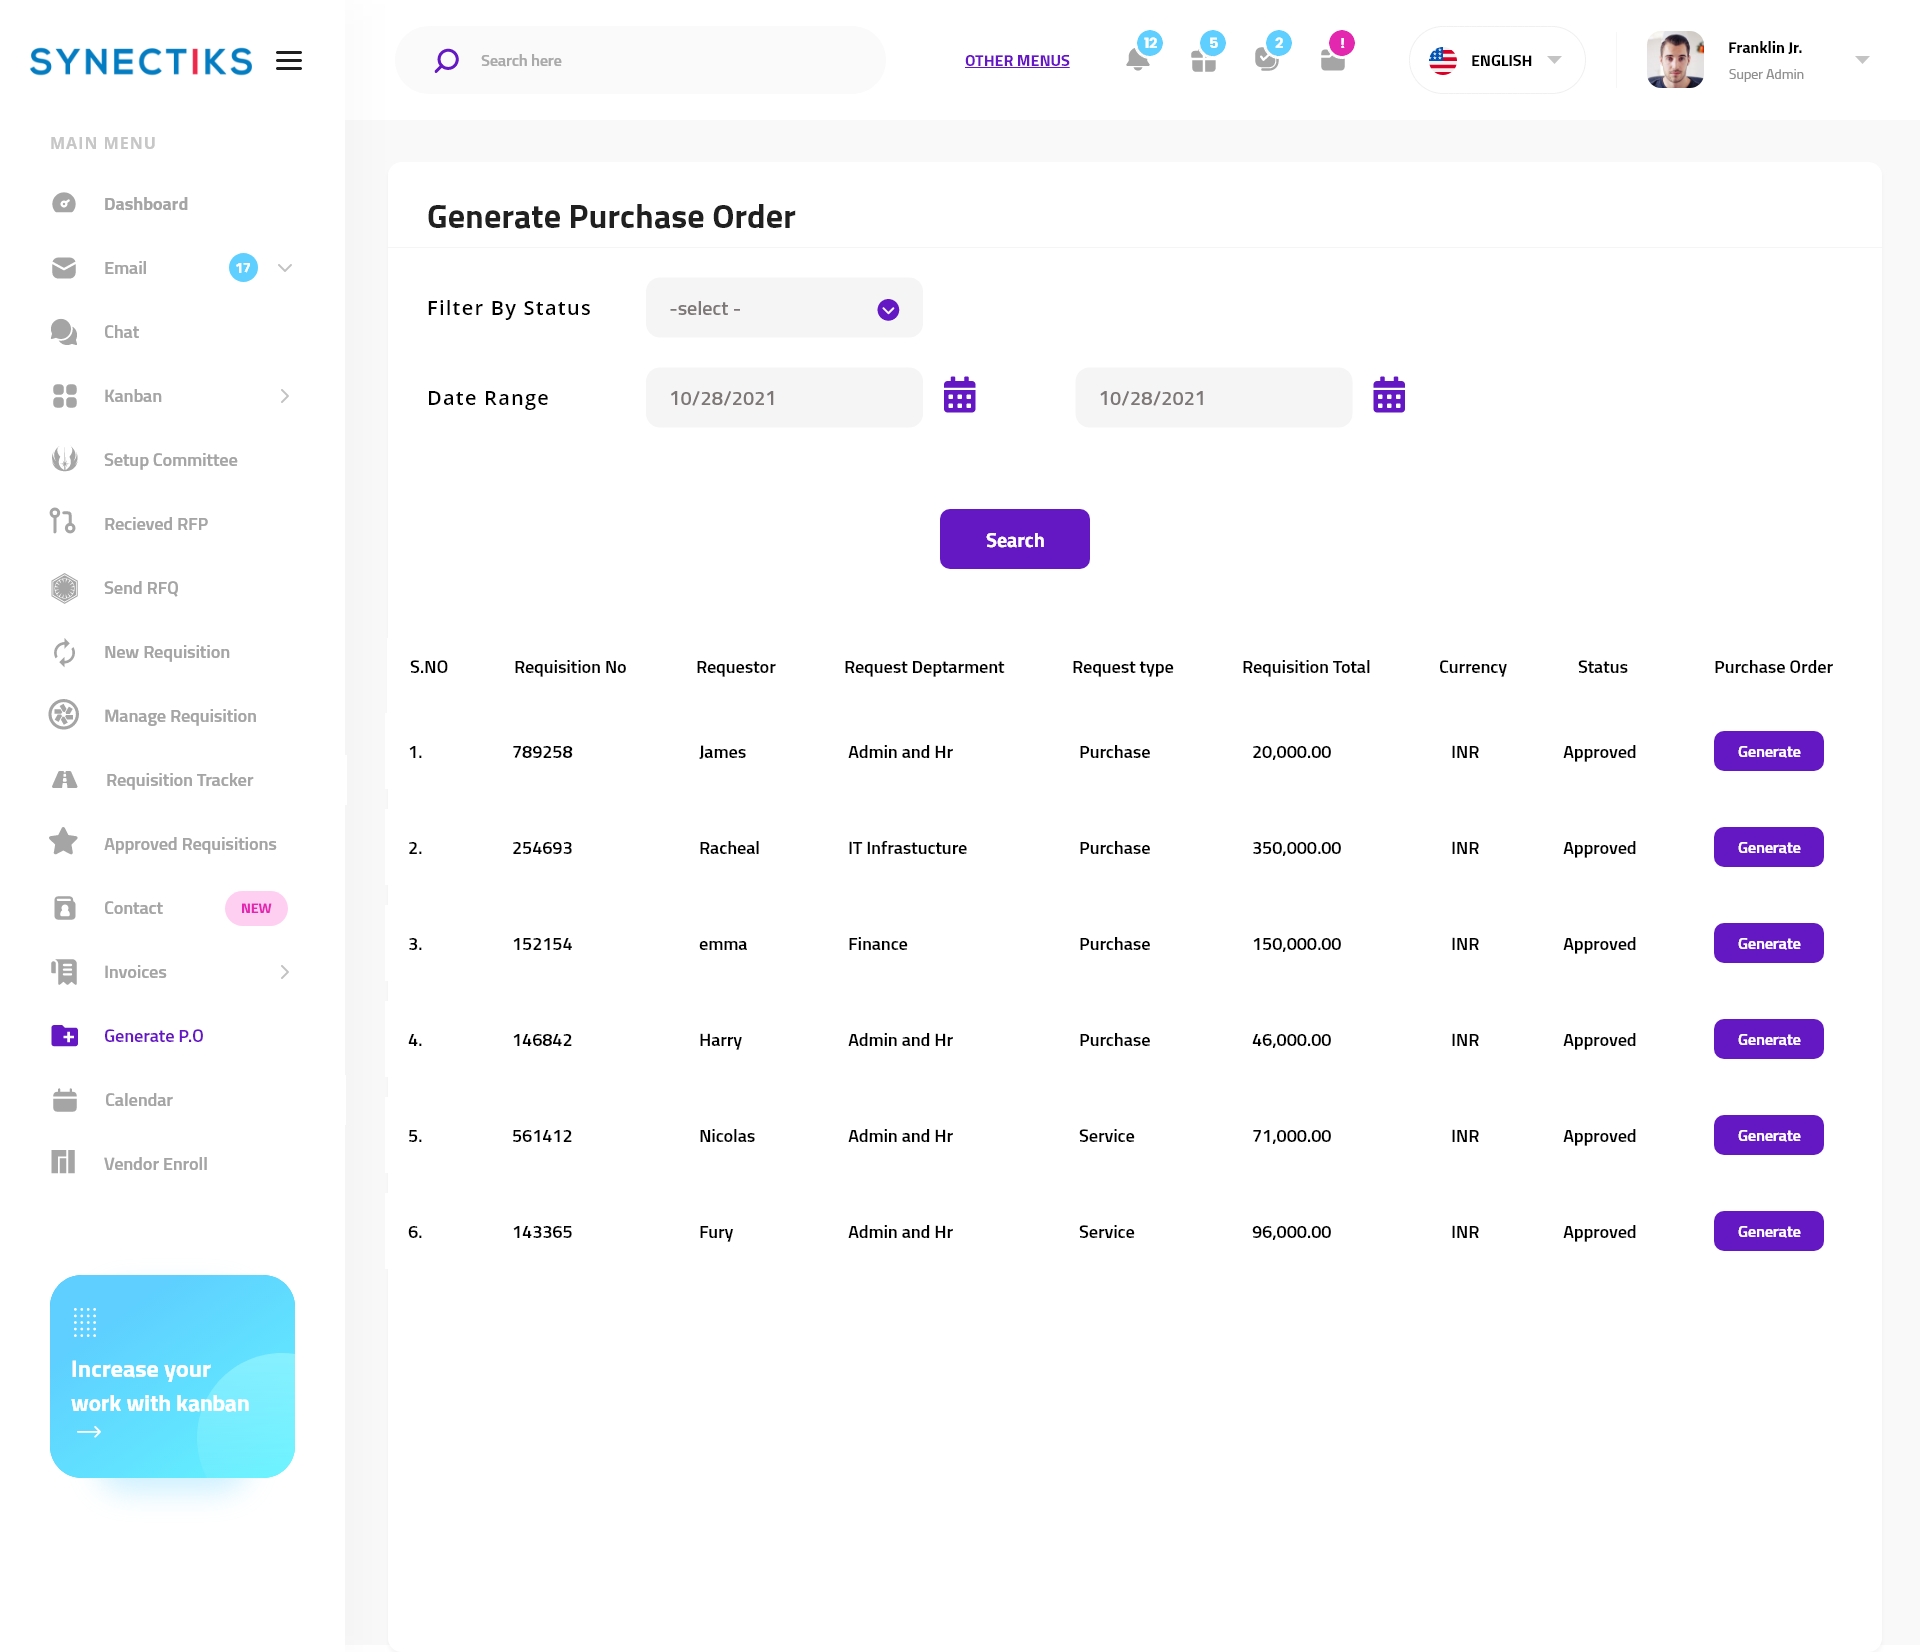 SYNECTIKS
Search here
OTHER MENUS
12
5
2
!
ENGLISH
Franklin Jr.
Super Admin
MAIN MENU
Dashboard
Email
17
Chat
Kanban
Setup Committee
Recieved RFP
Send RFQ
New Requisition
Manage Requisition
Requisition Tracker
Approved Requisitions
Contact
NEW
Invoices
Generate P.O
Calendar
Vendor Enroll
Increase your
work with kanban
Generate Purchase Order
Filter By Status
-select -
Date Range
10/28/2021
10/28/2021
Search
S.NO Requisition No Requestor Request Deptarment Request type Requisition Total Currency Status Purchase Order
1. 789258 James Admin and Hr Purchase 20,000.00 INR Approved Generate
2. 254693 Racheal IT Infrastucture Purchase 350,000.00 INR Approved Generate
3. 152154 emma Finance Purchase 150,000.00 INR Approved Generate
4. 146842 Harry Admin and Hr Purchase 46,000.00 INR Approved Generate
5. 561412 Nicolas Admin and Hr Service 71,000.00 INR Approved Generate
6. 143365 Fury Admin and Hr Service 96,000.00 INR Approved Generate